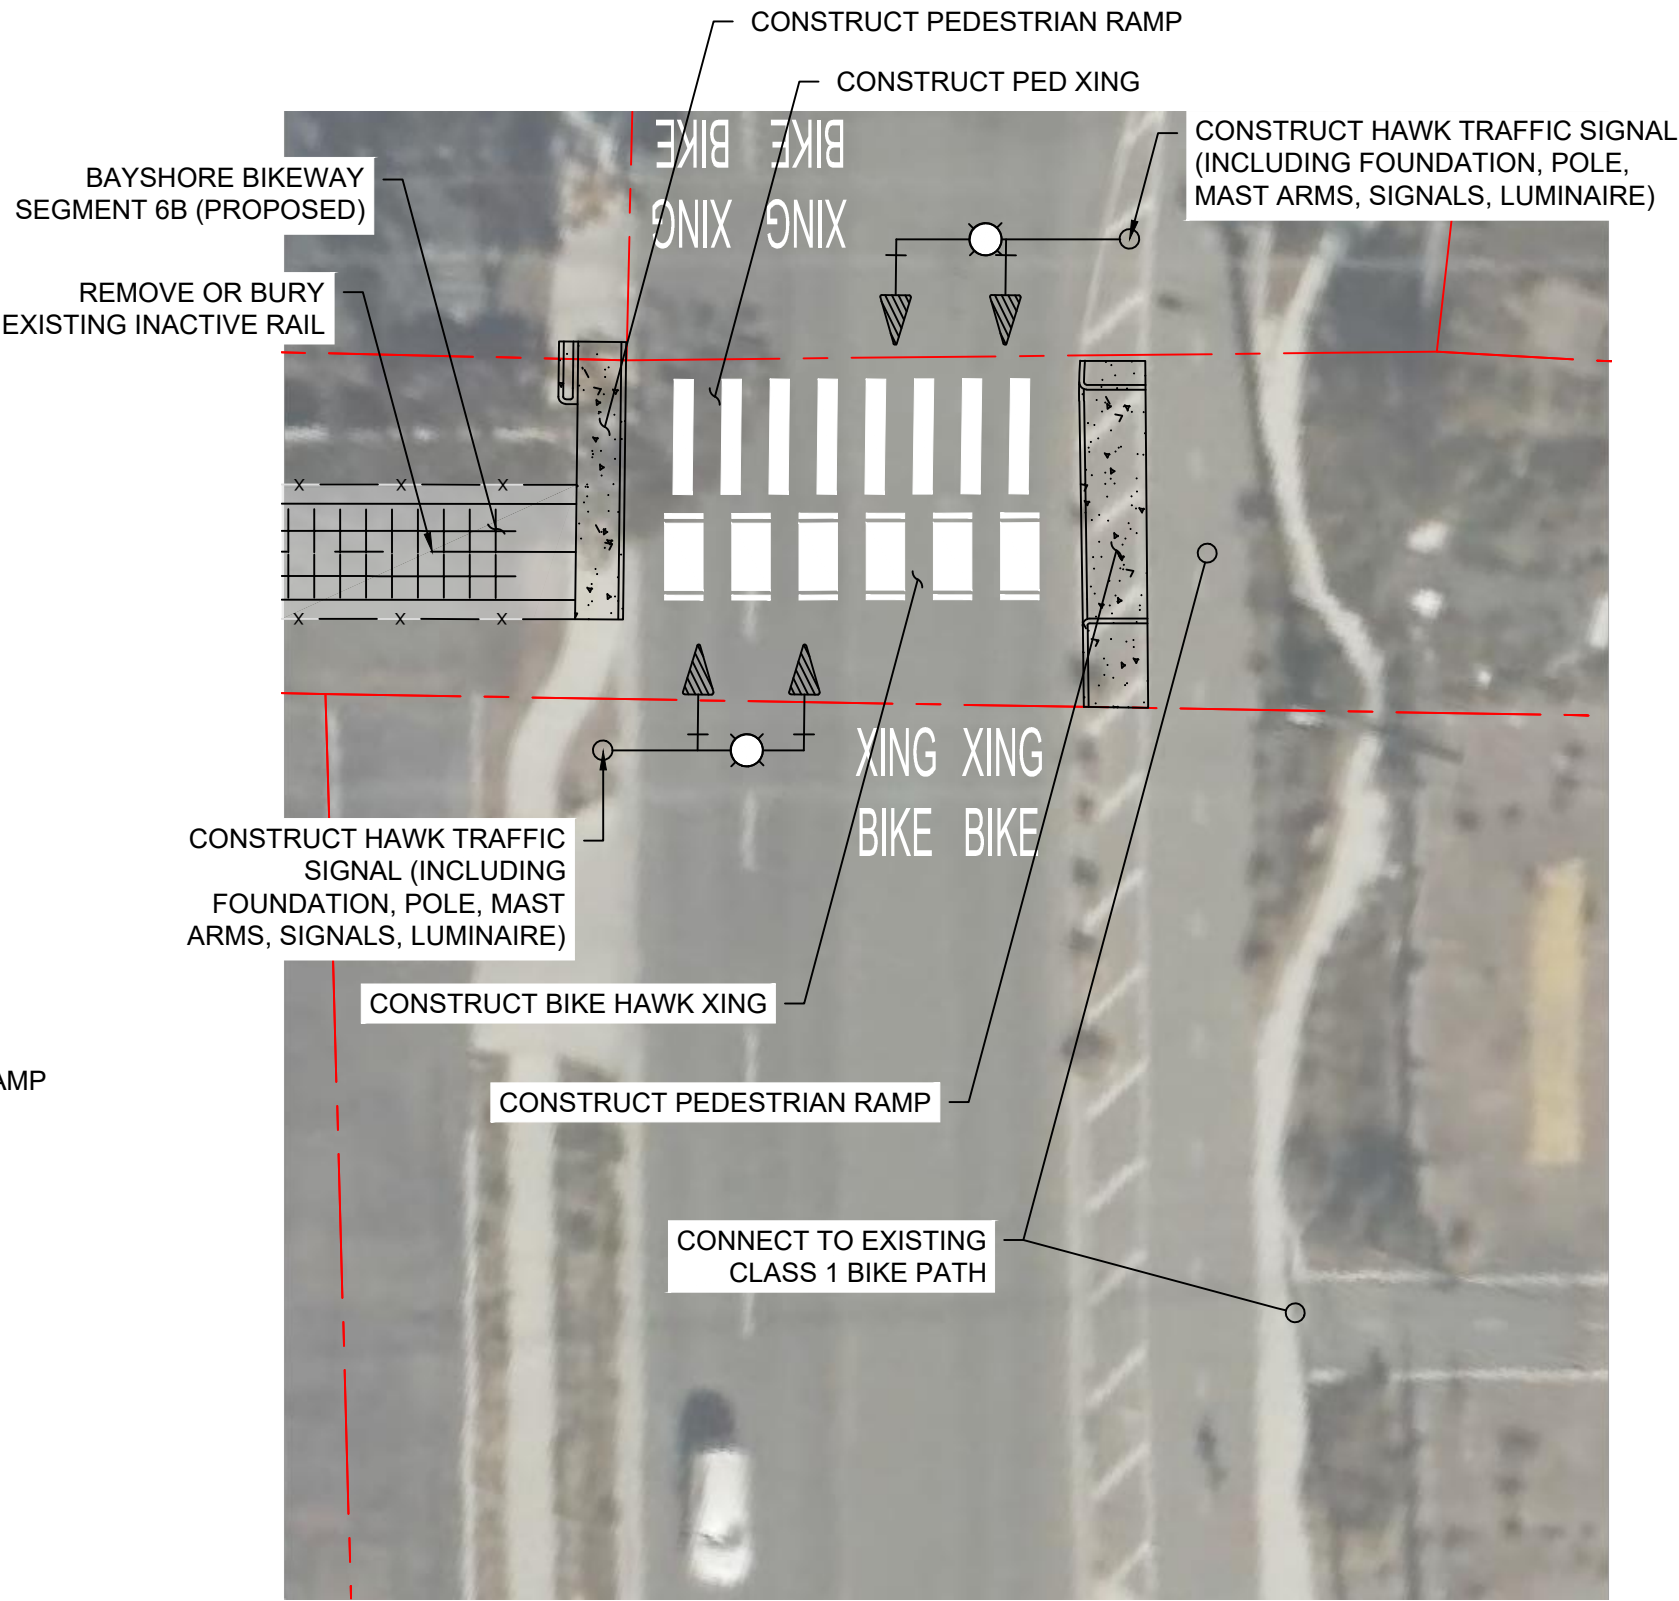 CONSTRUCT PEDESTRIAN RAMP
CONSTRUCT PED XING
CONSTRUCT HAWK TRAFFIC SIGNAL
(INCLUDING FOUNDATION, POLE,
MAST ARMS, SIGNALS, LUMINAIRE)
BIKE BIKE
XING XING
BAYSHORE BIKEWAY
SEGMENT 6B (PROPOSED)
REMOVE OR BURY
EXISTING INACTIVE RAIL
X X X
X X X
XING XING
BIKE BIKE
CONSTRUCT HAWK TRAFFIC
SIGNAL (INCLUDING
FOUNDATION, POLE, MAST
ARMS, SIGNALS, LUMINAIRE)
CONSTRUCT BIKE HAWK XING
AMP
CONSTRUCT PEDESTRIAN RAMP
CONNECT TO EXISTING
CLASS 1 BIKE PATH